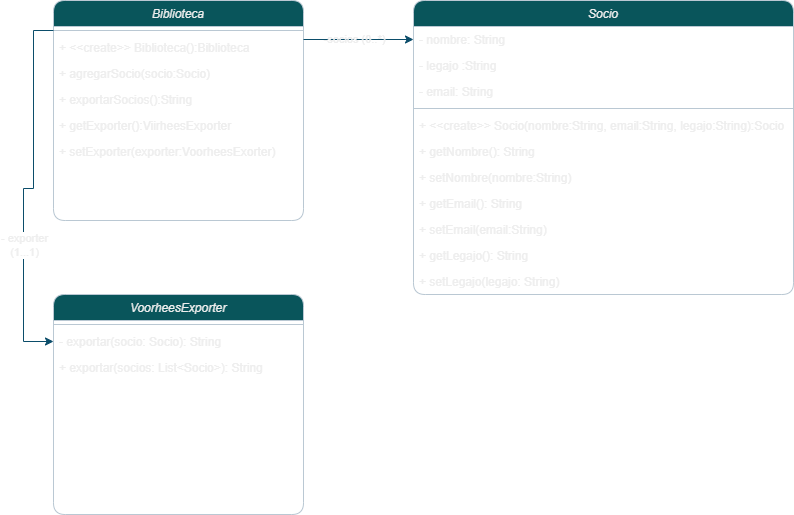 Biblioteca
+ <<create>> Biblioteca():Biblioteca
+ agregarSocio(socio:Socio)
+ exportarSocios():String
+ getExporter():ViirheesExporter
+ setExporter(exporter:VoorheesExorter)
Socio
- nombre: String
- legajo :String
- email: String
+ <<create>> Socio(nombre:String, email:String, legajo:String):Socio
+ getNombre(): String
+ setNombre(nombre:String)
+ getEmail(): String
+ setEmail(email:String)
+ getLegajo(): String
+ setLegajo(legajo: String)
- exporter
(1...1)
VoorheesExporter
- exportar(socio: Socio): String
+ exportar(socios: List<Socio>): String